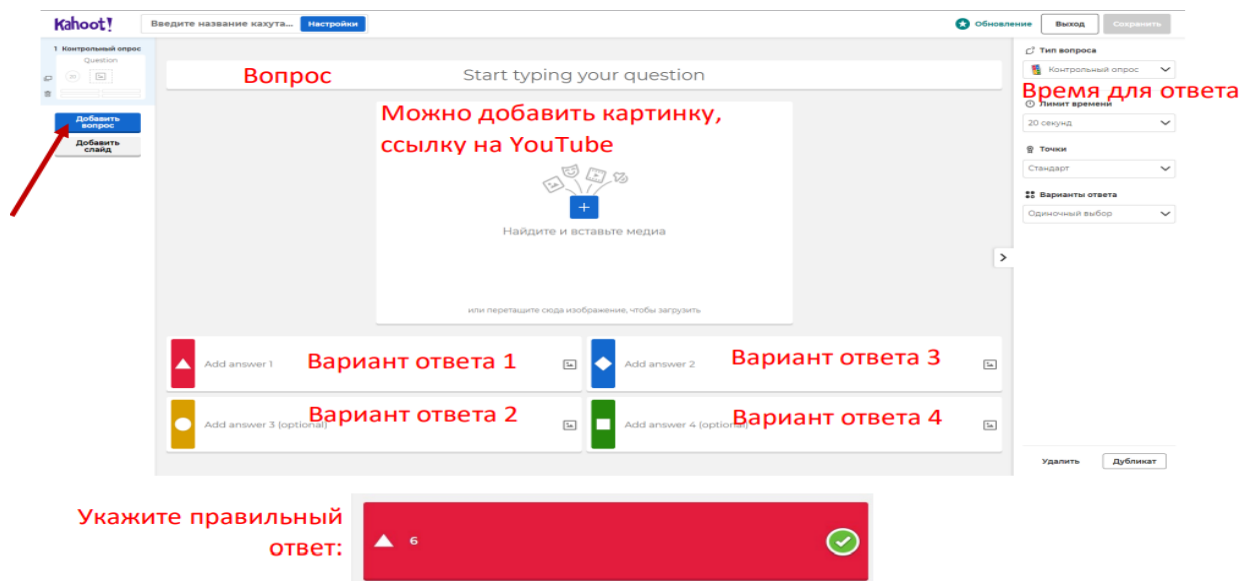 Kahoot!
Введите название кахута...
Настройки
Обновление
Выход
Сохранить
1 Контрольный опрос
Question
20
Добавить
вопрос
Добавить
слайд
Вопрос
Start typing your question
Можно добавить картинку,
ссылку на YouTube
Найдите и вставьте медиа
или перетащите сюда изображение, чтобы загрузить
Add answer 1
Вариант ответа 1
Add answer 2
Вариант ответа 3
Add answer 3 (optional)
Вариант ответа 2
Add answer 4 (optional)
Вариант ответа 4
Тип вопроса
Контрольный опрос
Время для ответа
Лимит времени
20 секунд
Точки
Стандарт
Варианты ответа
Одиночный выбор
Удалить
Дубликат
Укажите правильный
ответ:
6